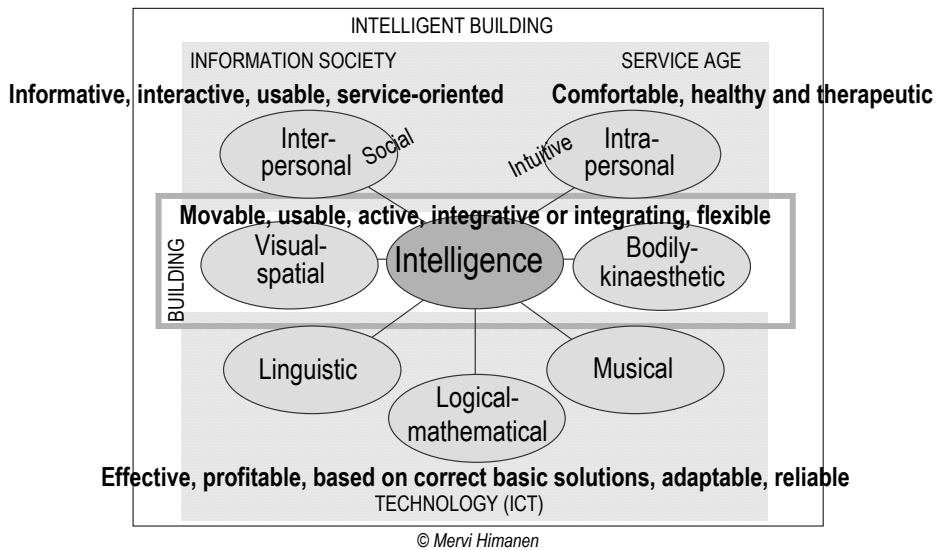 INTELLIGENT BUILDING
INFORMATION SOCIETY
SERVICE AGE
Informative, interactive, usable, service-oriented
Comfortable, healthy and therapeutic
Inter-
personal
Social
Intuitive
Intra-
personal
Movable, usable, active, integrative or integrating, flexible
BUILDING
Visual-
spatial
Intelligence
Bodily-
kinaesthetic
Linguistic
Logical-
mathematical
Musical
Effective, profitable, based on correct basic solutions, adaptable, reliable
TECHNOLOGY (ICT)
© Mervi Himanen